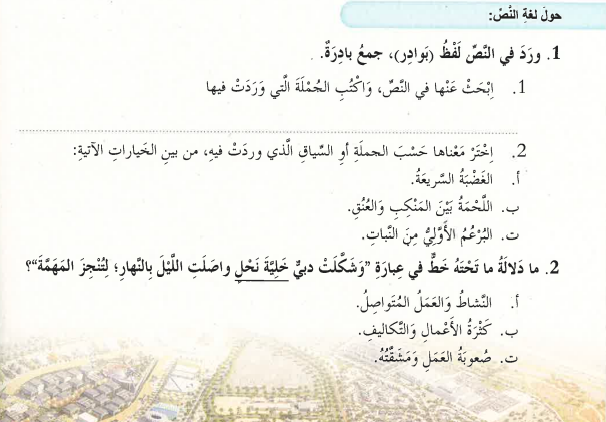 حولَ لغةِ النَّصّ:
1. ورَدَ في النَّصِّ لَفْظُ (بَوادِر)، جمعُ بادِرَةٌ.
1. اِبْحَثْ عَنْها في النَّصِّ، وَاكْتُبِ الجُمْلَةَ الَّتي وَرَدَتْ فيها
2. اِخْتَرْ مَعْناها حَسْبَ الجملَةِ أوِ السِّياقِ الَّذي وردَتْ فيهِ، من بينِ الخَياراتِ الآتيةِ:
أ. الغَضْبَةُ السَّريعَةُ.
ب. اللَّحْمَةُ بَيْنَ المَنْكِبِ وَالعُنُقِ.
ت. البُرْعُمُ الأَوَّلِيُّ مِنَ النَّباتِ.
2. ما دَلالَةُ ما تَحْتَهُ خَطٌّ في عِبارَةِ ”وَشَكَّلَتْ دبيٌّ خَلِيَّةَ نَحْلٍ واصَلَتِ اللَّيْلَ بِالنَّهارِ؛ لِتُنْجِزَ المَهَمَّةَ“؟
أ. النَّشاطُ وَالعَمَلُ المُتَواصِلُ.
ب. كَثْرَةُ الأَعْمالِ وَالتَّكاليفِ.
ت. صُعوبَةُ العَمَلِ وَمَشَقَّتُهُ.